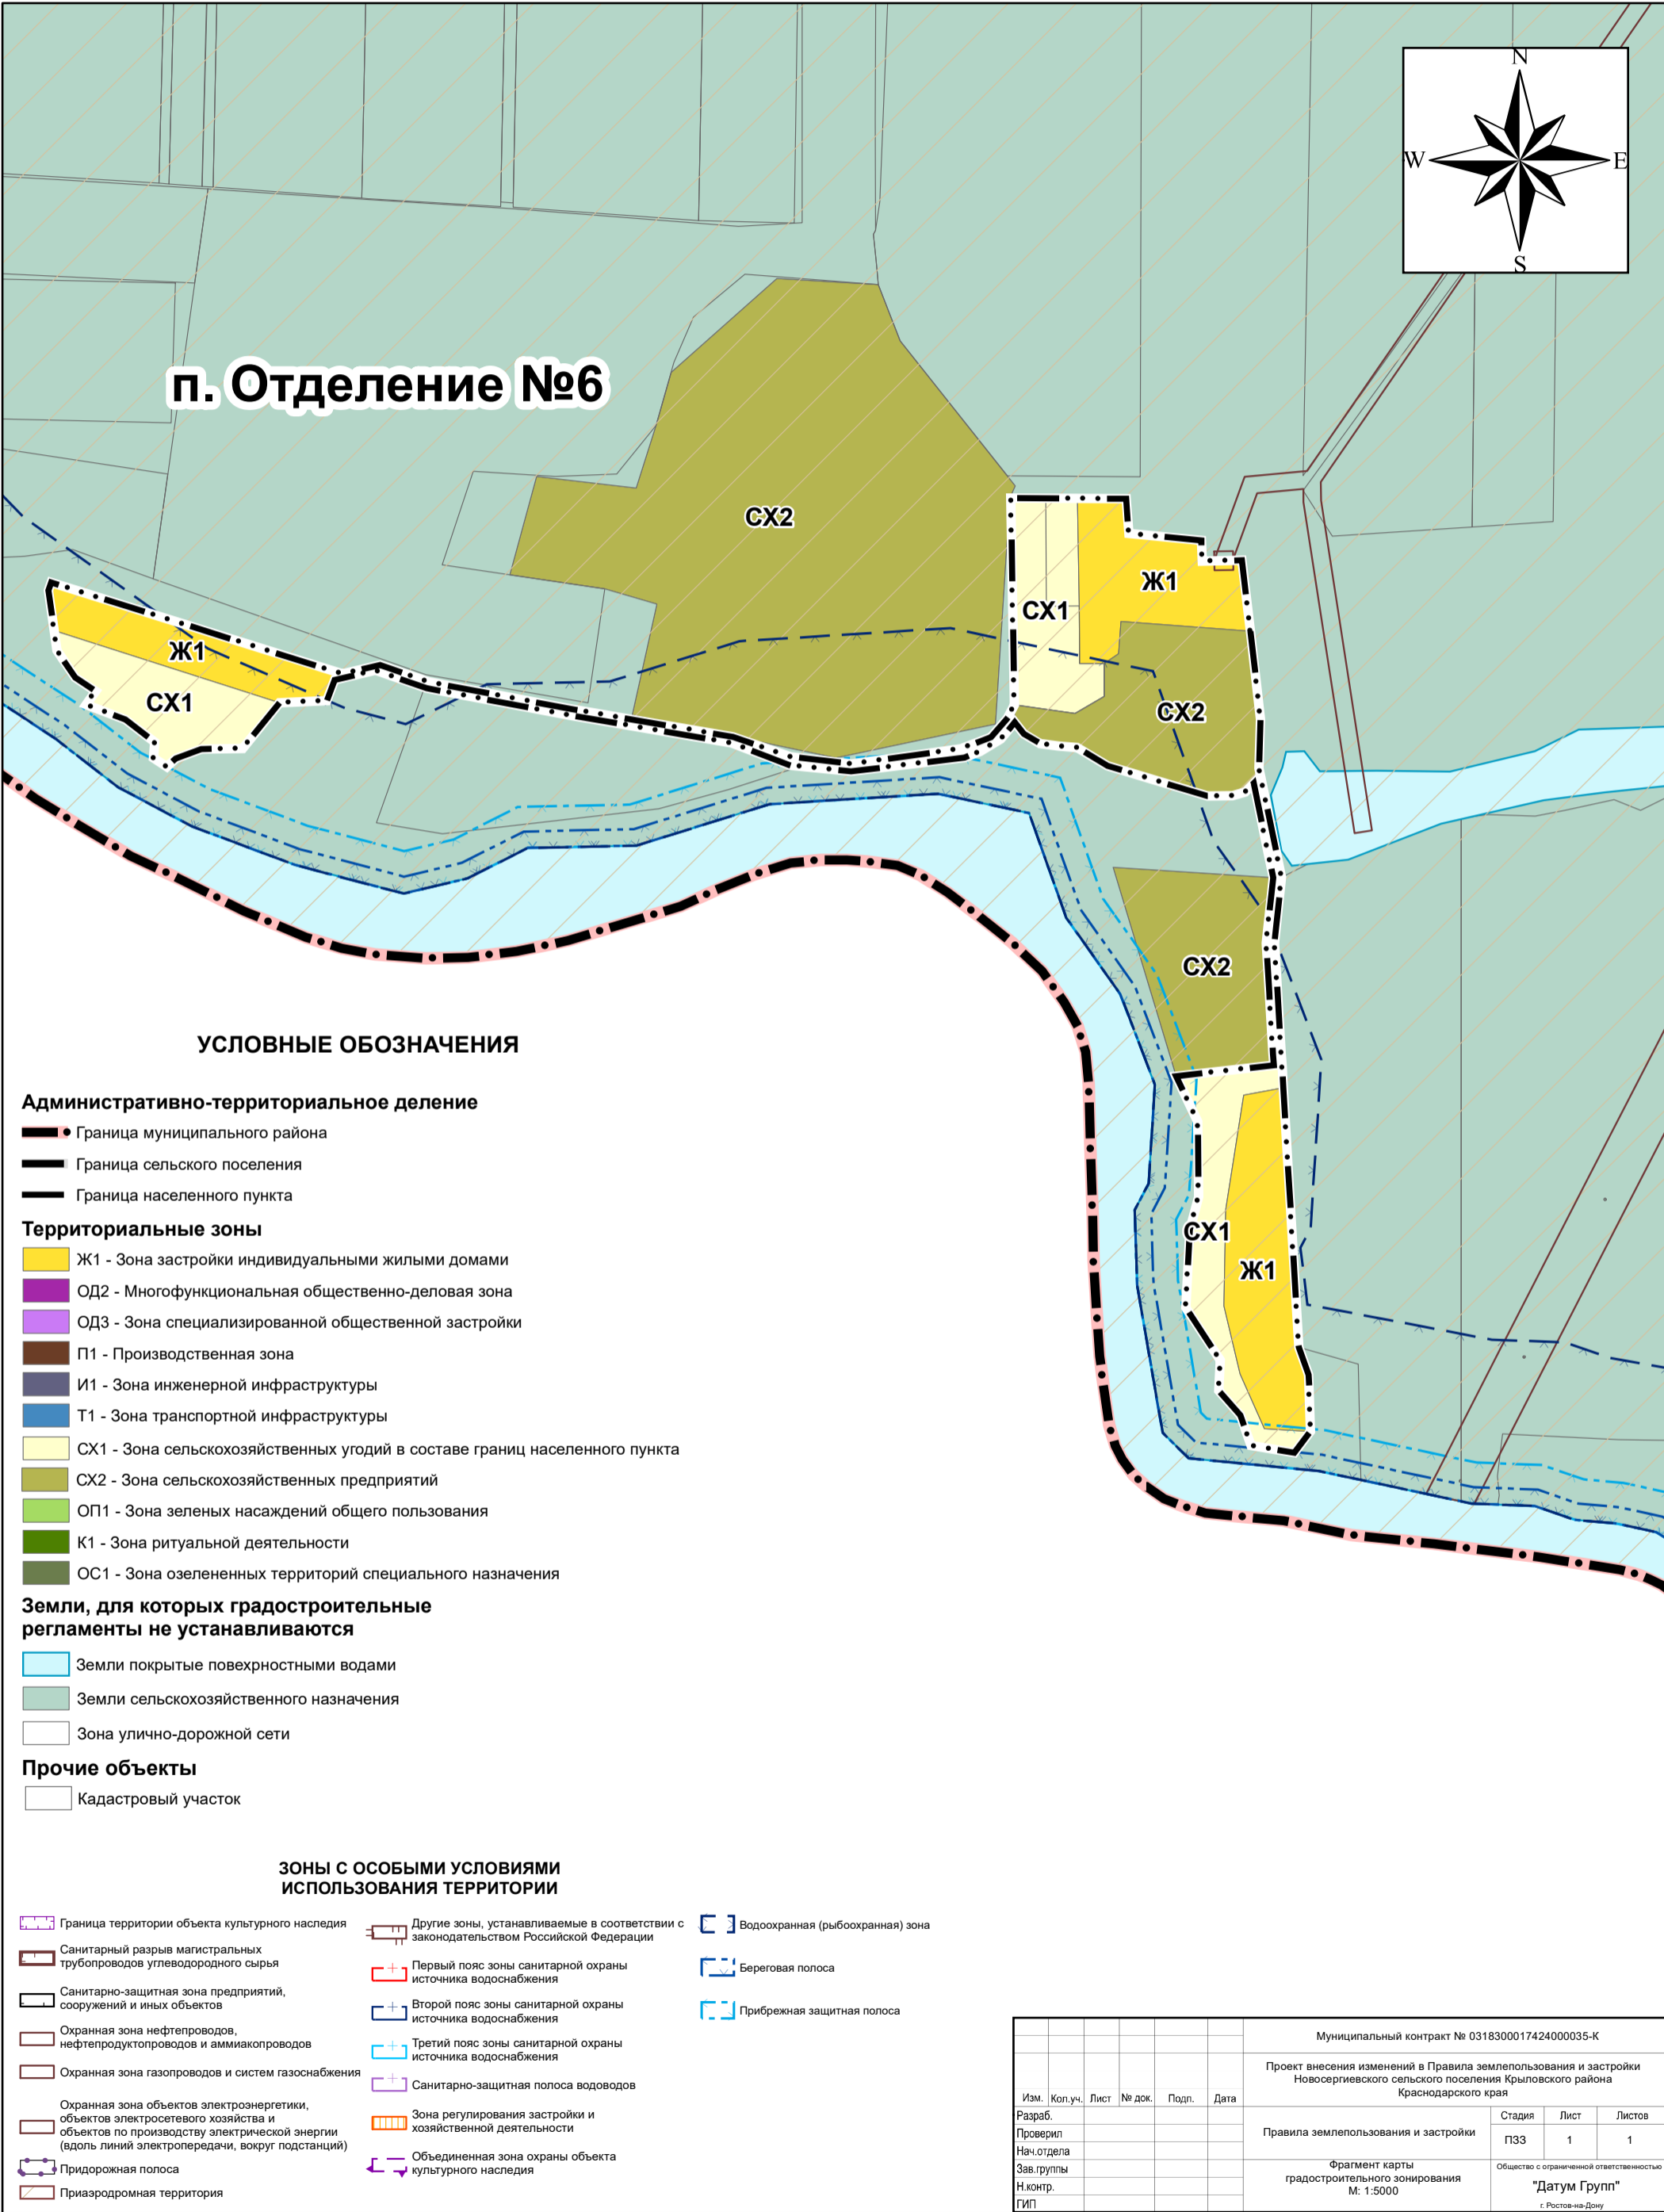 N
W
E
S
п. Отделение №6
СХ2
СХ1
Ж1
Ж1
СХ1
СХ2
СХ2
СХ1
Ж1
УСЛОВНЫЕ ОБОЗНАЧЕНИЯ
Административно-территориальное деление
Граница муниципального района
Граница сельского поселения
Граница населенного пункта
Территориальные зоны
Ж1 - Зона застройки индивидуальными жилыми домами
ОД2 - Многофункциональная общественно-деловая зона
ОД3 - Зона специализированной общественной застройки
П1 - Производственная зона
И1 - Зона инженерной инфраструктуры
Т1 - Зона транспортной инфраструктуры
СХ1 - Зона сельскохозяйственных угодий в составе границ населенного пункта
СХ2 - Зона сельскохозяйственных предприятий
ОП1 - Зона зеленых насаждений общего пользования
К1 - Зона ритуальной деятельности
ОС1 - Зона озелененных территорий специального назначения
Земли, для которых градостроительные
регламенты не устанавливаются
Земли покрытые повехрностными водами
Земли сельскохозяйственного назначения
Зона улично-дорожной сети
Прочие объекты
Кадастровый участок
ЗОНЫ С ОСОБЫМИ УСЛОВИЯМИ
ИСПОЛЬЗОВАНИЯ ТЕРРИТОРИИ
Граница территории объекта культурного наследия
Санитарный разрыв магистральных
трубопроводов углеводородного сырья
Санитарно-защитная зона предприятий,
сооружений и иных объектов
Охранная зона нефтепроводов,
нефтепродуктопроводов и аммиакопроводов
Охранная зона газопроводов и систем газоснабжения
Охранная зона объектов электроэнергетики,
объектов электросетевого хозяйства и
объектов по производству электрической энергии
(вдоль линий электропередачи, вокруг подстанций)
Придорожная полоса
Приаэродромная территория
Другие зоны, устанавливаемые в соответствии с
законодательством Российской Федерации
Первый пояс зоны санитарной охраны
источника водоснабжения
Второй пояс зоны санитарной охраны
источника водоснабжения
Третий пояс зоны санитарной охраны
источника водоснабжения
Санитарно-защитная полоса водоводов
Зона регулирования застройки и
хозяйственной деятельности
Объединенная зона охраны объекта
культурного наследия
Водоохранная (рыбоохранная) зона
Береговая полоса
Прибрежная защитная полоса
Муниципальный контракт № 0318300017424000035-К
Проект внесения изменений в Правила землепользования и застройки
Новосергиевского сельского поселения Крыловского района
Краснодарского края
Изм. Кол.уч. Лист № док. Подп. Дата
Разраб.
Проверил
Нач.отдела
Зав.группы
Н.контр.
ГИП
Правила землепользования и застройки
Стадия Лист Листов
ПЗЗ 1 1
Фрагмент карты
градостроительного зонирования
М: 1:5000
Общество с ограниченной ответственностью
"Датум Групп"
г. Ростов-на-Дону